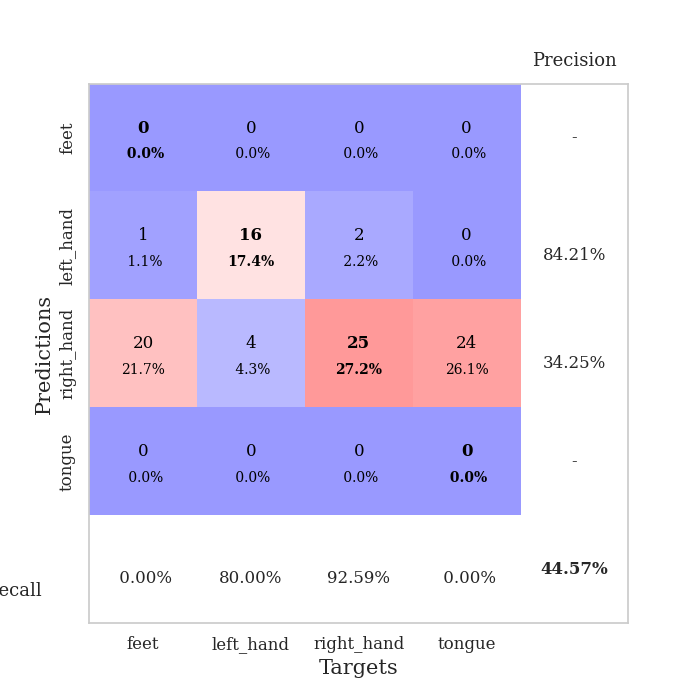 Precision
feet
0 0 0 0 -
0.0% 0.0% 0.0% 0.0%
left_hand
1 16 2 0 84.21%
1.1% 17.4% 2.2% 0.0%
Predictions
right_hand
20 4 25 24 34.25%
21.7% 4.3% 27.2% 26.1%
tongue
0 0 0 0 -
0.0% 0.0% 0.0% 0.0%
ecall
0.00% 80.00% 92.59% 0.00% 44.57%
feet left_hand right_hand tongue
Targets